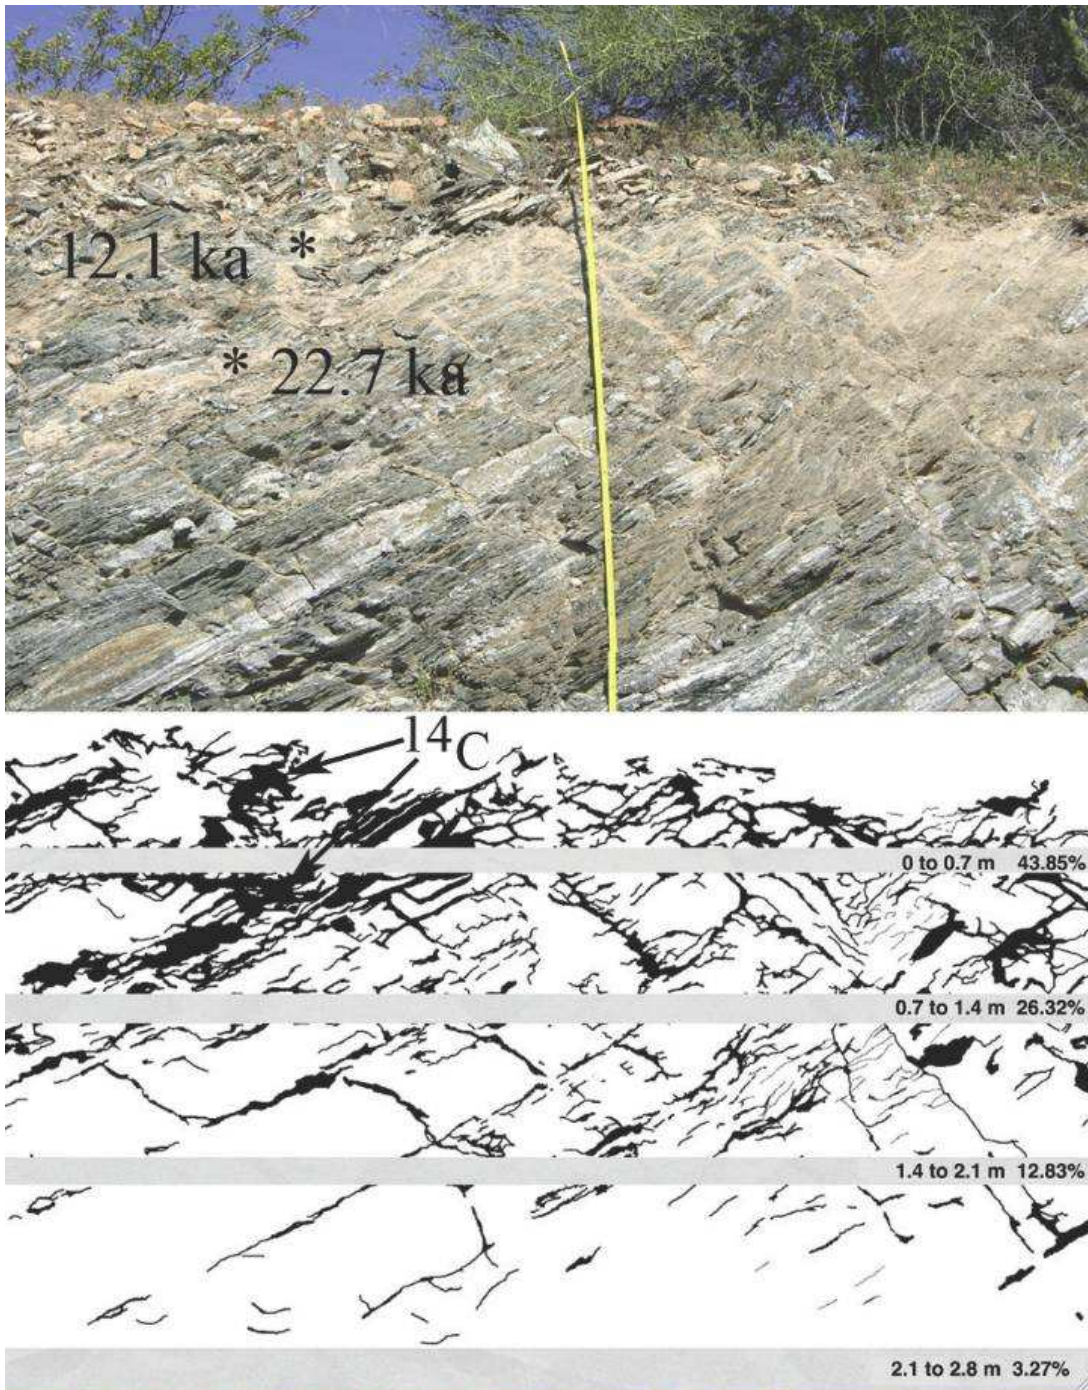 12.1 ka *
* 22.7 ka
14C
0 to 0.7 m 43.85%
0.7 to 1.4 m 26.32%
1.4 to 2.1 m 12.83%
2.1 to 2.8 m 3.27%